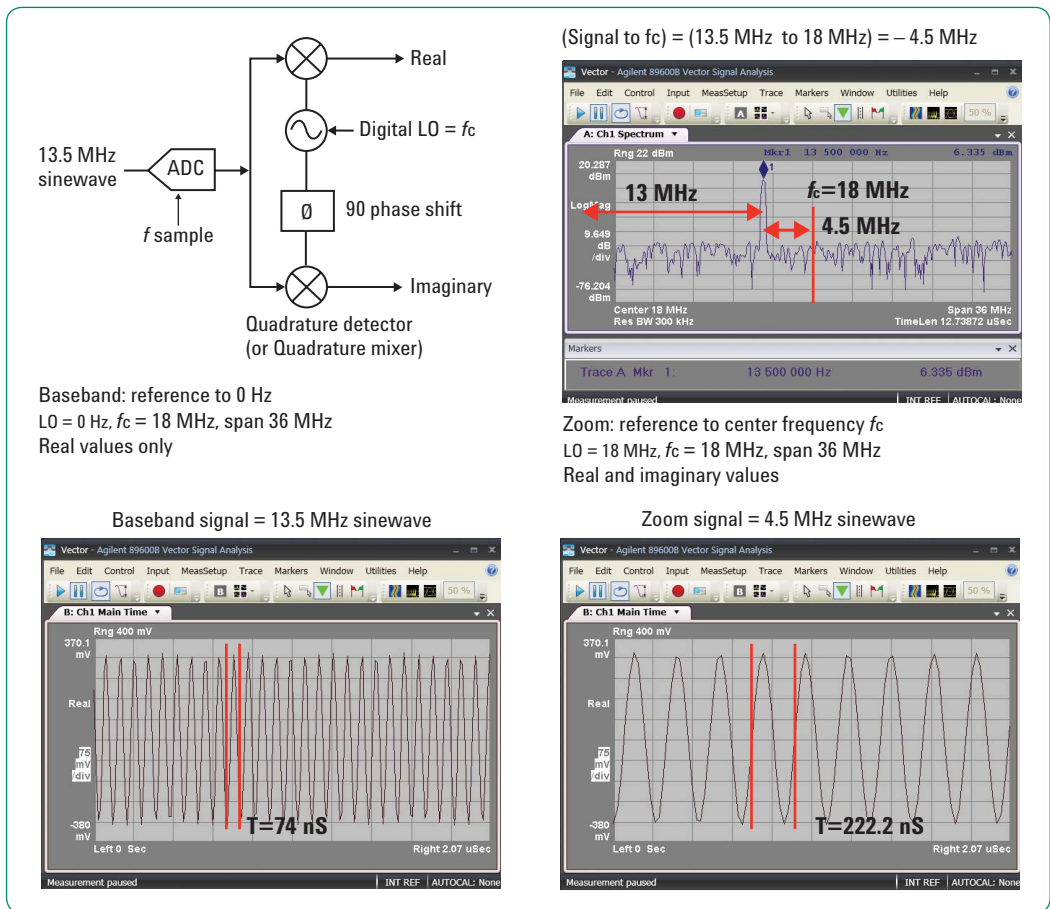 Real
Digital LO = fc
13.5 MHz
sinewave
ADC
f sample
Ø
90 phase shift
Imaginary
Quadrature detector
(or Quadrature mixer)
Baseband: reference to 0 Hz
LO = 0 Hz, fc = 18 MHz, span 36 MHz
Real values only
(Signal to fc) = (13.5 MHz to 18 MHz) = – 4.5 MHz
Vector - Agilent 89600B Vector Signal Analysis
File Edit Control Input MeasSetup Trace Markers Window Utilities Help
A
50 %
A: Ch1 Spectrum
Rng 22 dBm
Mkr1 13 500 000 Hz 6.335 dBm
20.287
dBm
1
13 MHz
fc=18 MHz
LogMag
4.5 MHz
9.649
dB
/div
-76.204
dBm
Center 18 MHz
Span 36 MHz
Res BW 300 kHz
TimeLen 12.73872 uSec
Markers
Trace A Mkr 1: 13 500 000 Hz 6.335 dBm
Measurement paused
INT REF
AUTOCAL: None
Zoom: reference to center frequency fc
LO = 18 MHz, fc = 18 MHz, span 36 MHz
Real and imaginary values
Baseband signal = 13.5 MHz sinewave
Vector - Agilent 89600B Vector Signal Analysis
File Edit Control Input MeasSetup Trace Markers Window Utilities Help
B
50 %
B: Ch1 Main Time
Rng 400 mV
370.1
mV
Real
75
mV
/div
-380
mV
T=74 nS
Left 0 Sec
Right 2.07 uSec
Measurement paused
INT REF
AUTOCAL: None
Zoom signal = 4.5 MHz sinewave
Vector - Agilent 89600B Vector Signal Analysis
File Edit Control Input MeasSetup Trace Markers Window Utilities Help
B
50 %
B: Ch1 Main Time
Rng 400 mV
370.1
mV
Real
75
mV
/div
-380
mV
T=222.2 nS
Left 0 Sec
Right 2.07 uSec
Measurement paused
INT REF
AUTOCAL: None